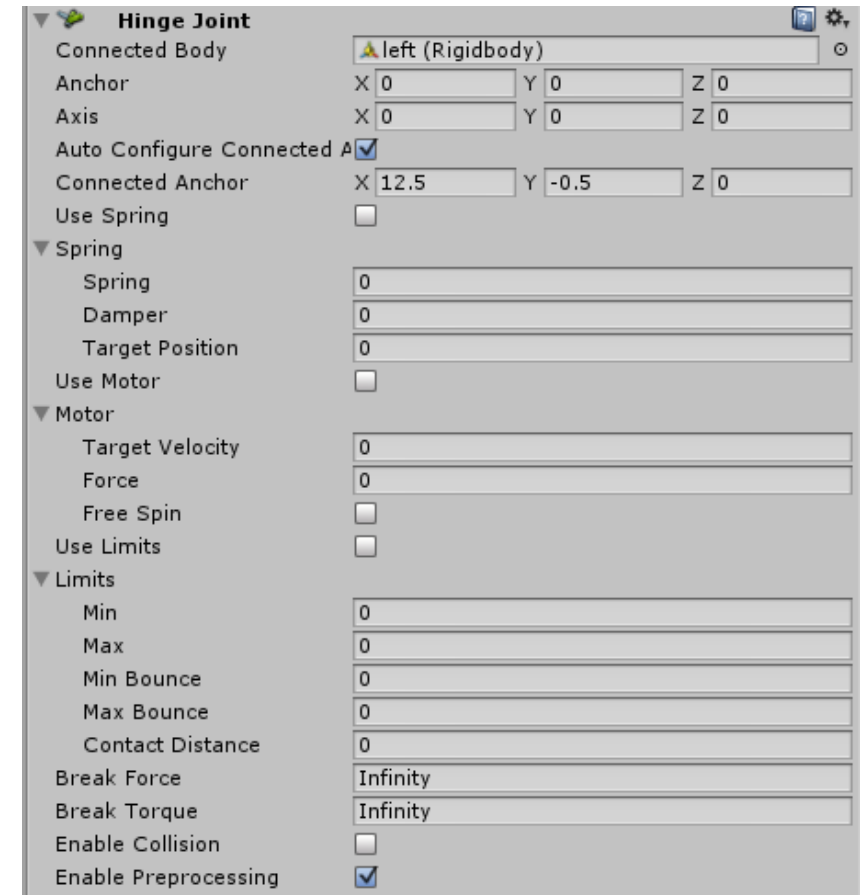 Hinge Joint
Connected Body left (Rigidbody)
Anchor X 0 Y 0 Z 0
Axis X 0 Y 0 Z 0
Auto Configure Connected A
Connected Anchor X 12.5 Y -0.5 Z 0
Use Spring
Spring
Spring 0
Damper 0
Target Position 0
Use Motor
Motor
Target Velocity 0
Force 0
Free Spin
Use Limits
Limits
Min 0
Max 0
Min Bounce 0
Max Bounce 0
Contact Distance 0
Break Force Infinity
Break Torque Infinity
Enable Collision
Enable Preprocessing